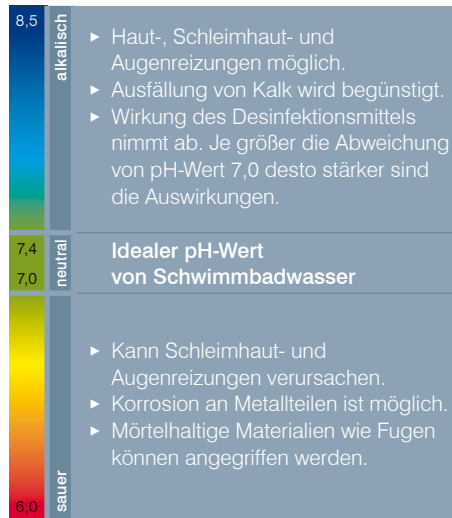 8,5
alkalisch
▸ Haut-, Schleimhaut- und
Augenreizungen möglich.
▸ Ausfällung von Kalk wird begünstigt.
▸ Wirkung des Desinfektionsmittels
nimmt ab. Je größer die Abweichung
von pH-Wert 7,0 desto stärker sind
die Auswirkungen.
7,4
7,0
neutral
Idealer pH-Wert
von Schwimmbadwasser
▸ Kann Schleimhaut- und
Augenreizungen verursachen.
▸ Korrosion an Metallteilen ist möglich.
▸ Mörtelhaltige Materialien wie Fugen
können angegriffen werden.
6,0
sauer